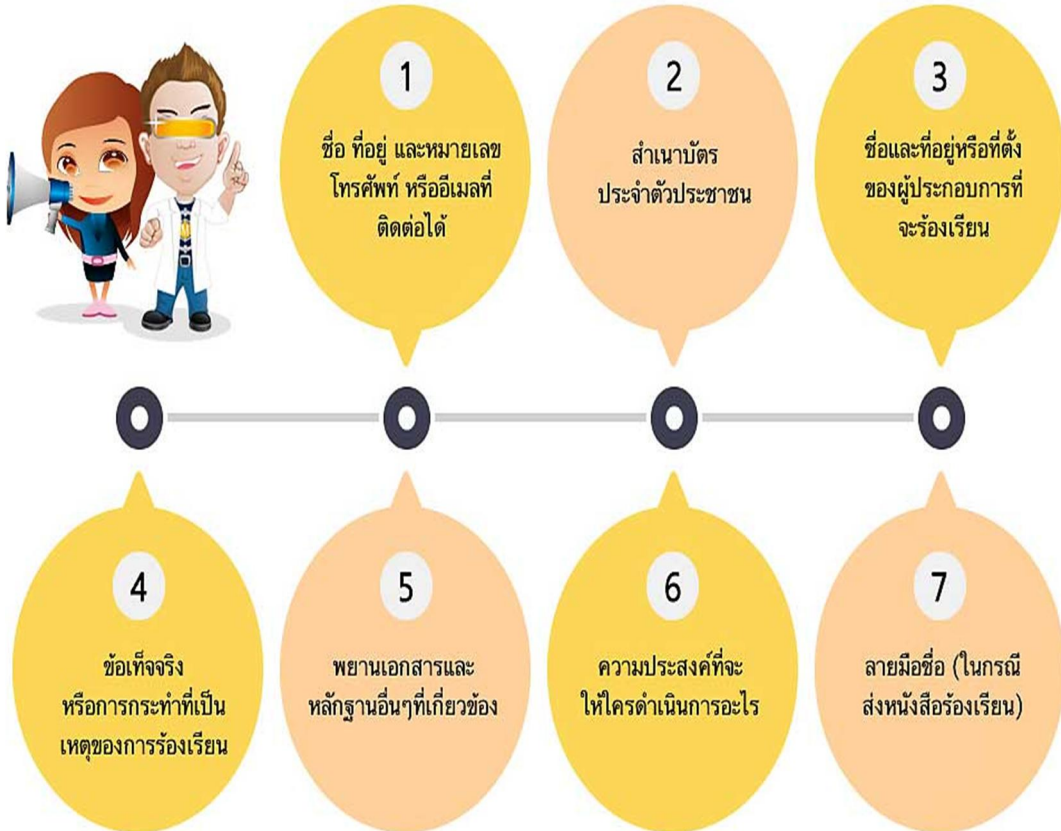 1
ชื่อ ที่อยู่ และหมายเลข
โทรศัพท์ หรืออีเมลที่
ติดต่อได้
2
สำเนาบัตร
ประจำตัวประชาชน
3
ชื่อและที่อยู่หรือที่ตั้ง
ของผู้ประกอบการที่
จะร้องเรียน
4
ข้อเท็จจริง
หรือการกระทำที่เป็น
เหตุของการร้องเรียน
5
พยานเอกสารและ
หลักฐานอื่นๆที่เกี่ยวข้อง
6
ความประสงค์ที่จะ
ให้ใครดำเนินการอะไร
7
ลายมือชื่อ (ในกรณี
ส่งหนังสือร้องเรียน)